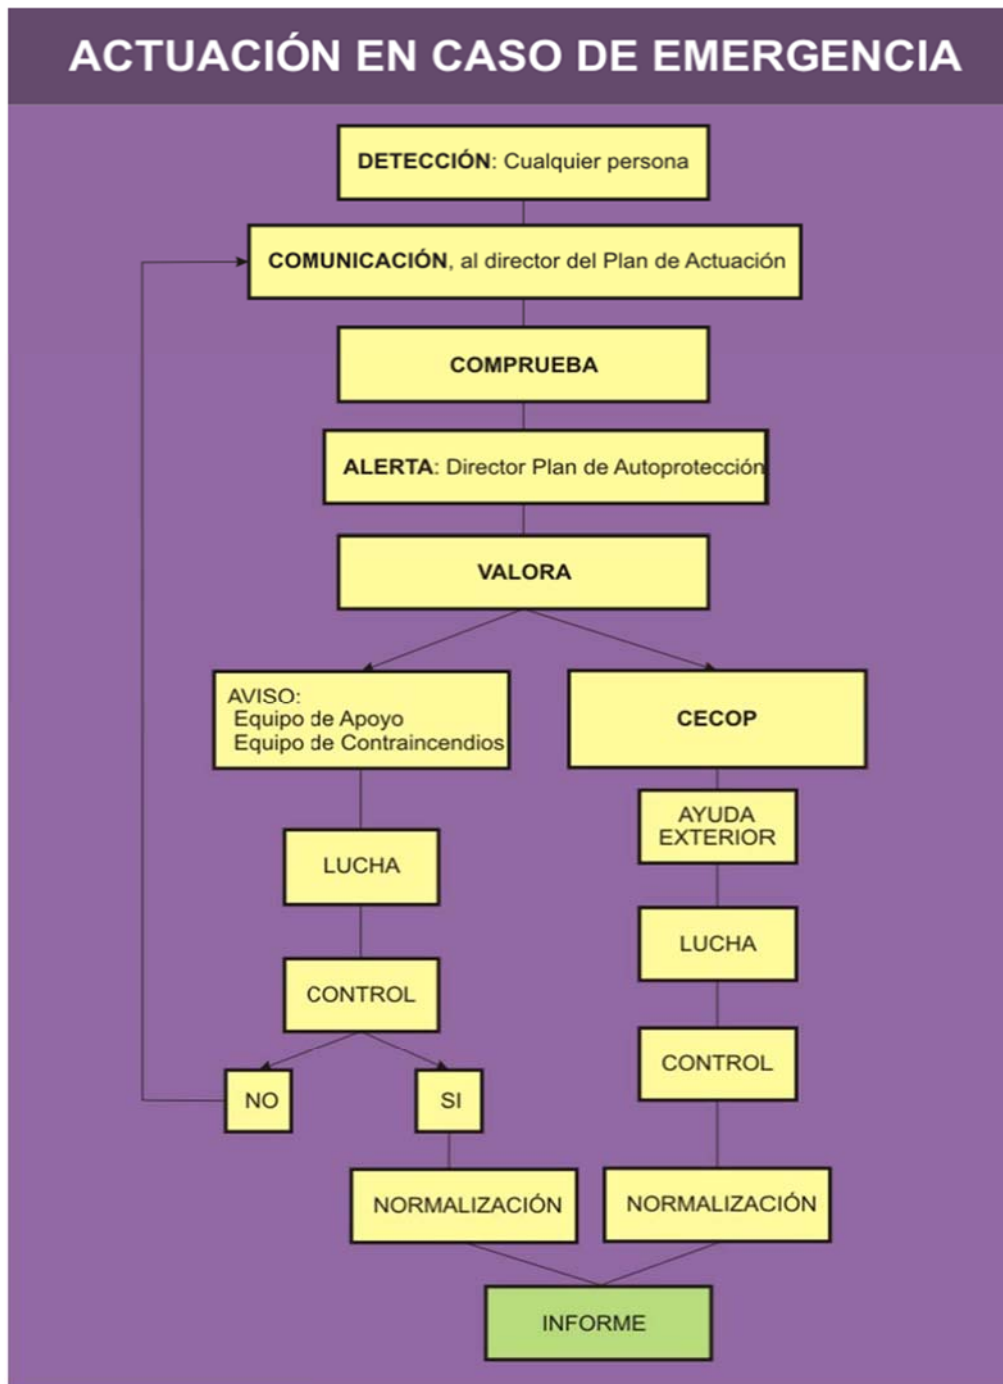 ACTUACIÓN EN CASO DE EMERGENCIA
DETECCIÓN: Cualquier persona
COMUNICACIÓN, al director del Plan de Actuación
COMPRUEBA
ALERTA: Director Plan de Autoprotección
VALORA
AVISO:
Equipo de Apoyo
Equipo de Contraincendios
LUCHA
CONTROL
NO
SI
NORMALIZACIÓN
CECOP
AYUDA
EXTERIOR
LUCHA
CONTROL
NORMALIZACIÓN
INFORME